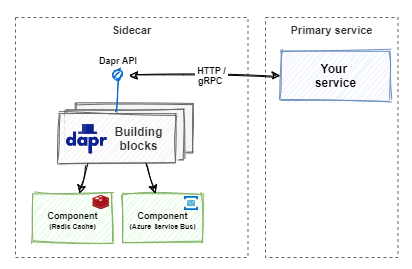 Sidecar
Primary service
Dapr API
HTTP /
gRPC
Your
service
dapr
Building
blocks
Component
(Redis Cache)
Component
(Azure Service Bus)